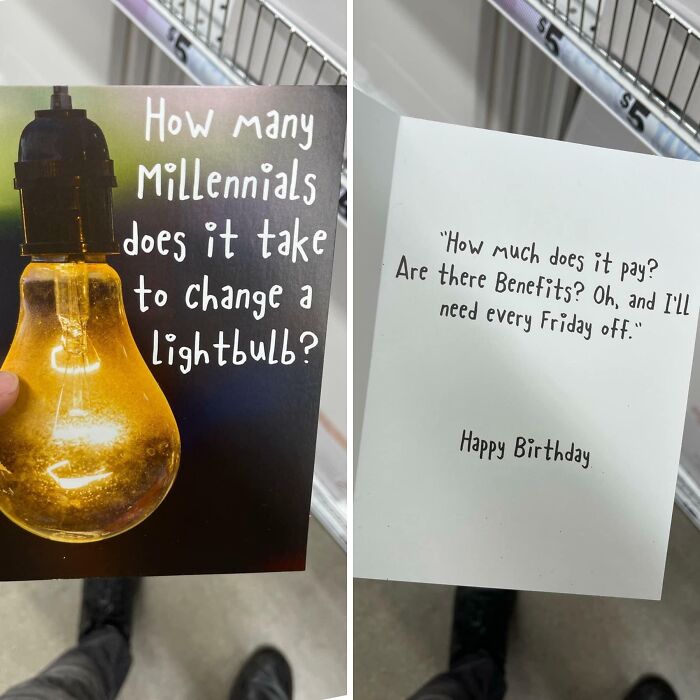 $5
How many
Millennials
does it take
to change a
lightbulb?
$5
$5
"How much does it pay?
Are there Benefits? Oh, and I'll
need every Friday off."
Happy Birthday